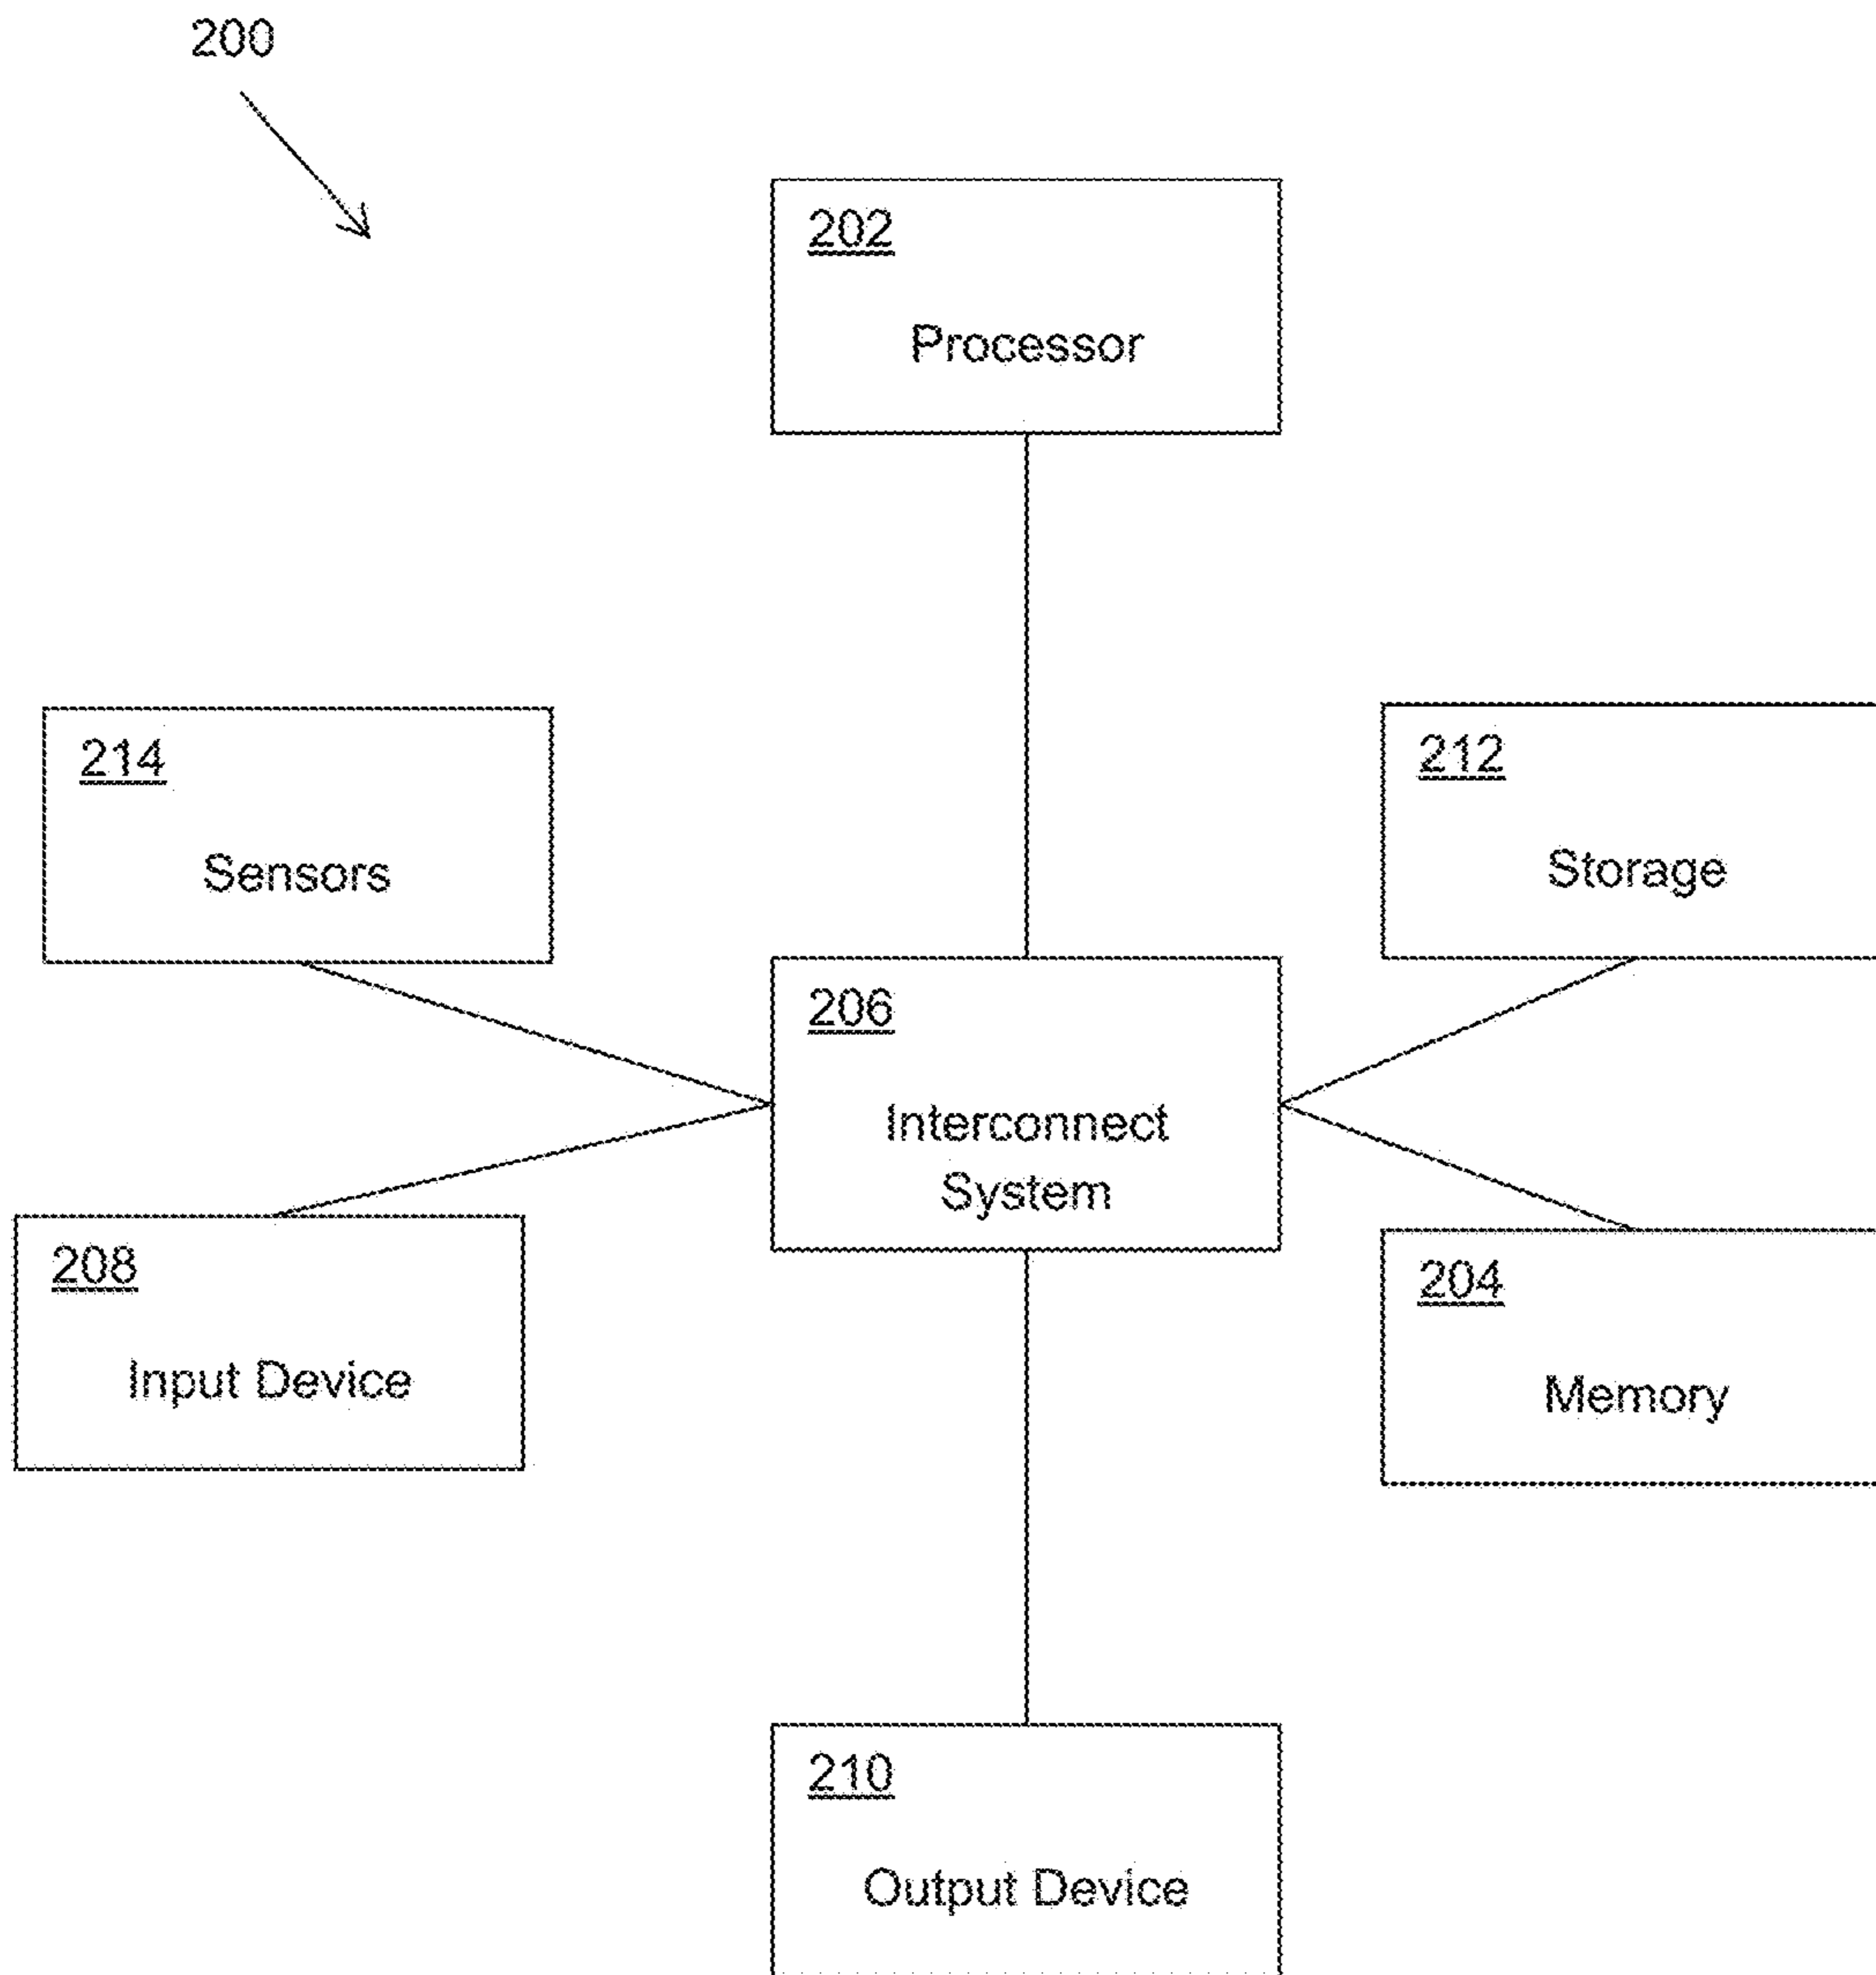 200
202
Processor
214
Sensors
212
Storage
206
Interconnect
System
208
Input Device
204
Memory
210
Output Device